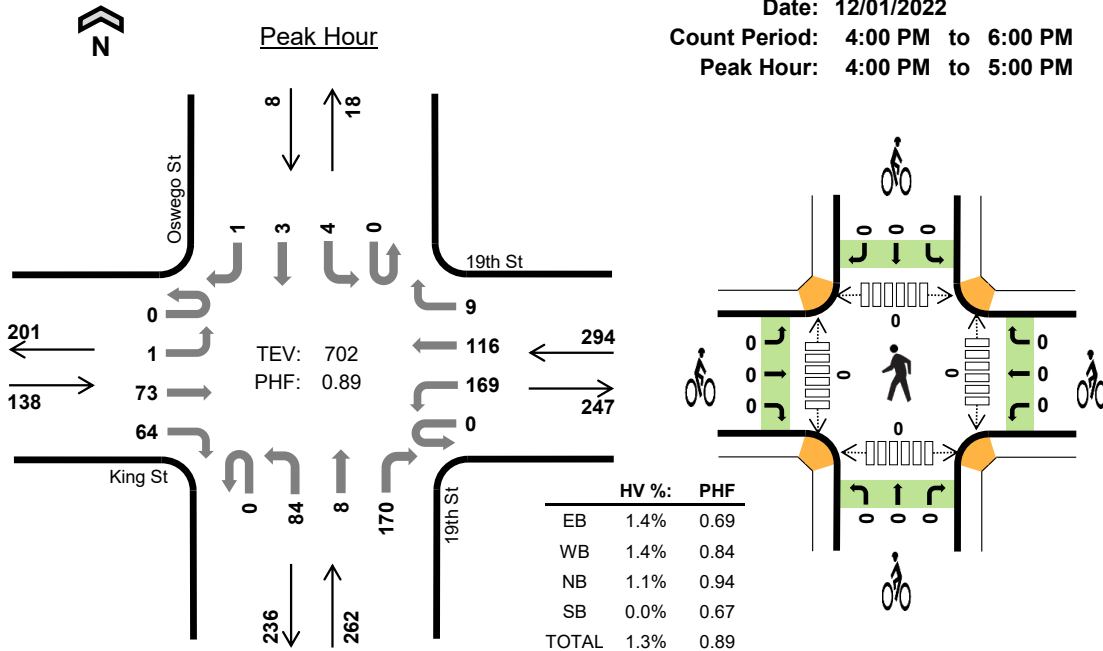 N
Peak Hour
Date: 12/01/2022
Count Period: 4:00 PM to 6:00 PM
Peak Hour: 4:00 PM to 5:00 PM
8
18
Oswego St
1
3
4
0
19th St
0
1
73
64
201
138
TEV: 702
PHF: 0.89
9
116
169
0
294
247
King St
0
84
8
170
19th St
236
262
0 0 0
0
0
0
0
0
0
0
0
0
0
0
0 0 0
HV %: PHF
EB 1.4% 0.69
WB 1.4% 0.84
NB 1.1% 0.94
SB 0.0% 0.67
TOTAL 1.3% 0.89